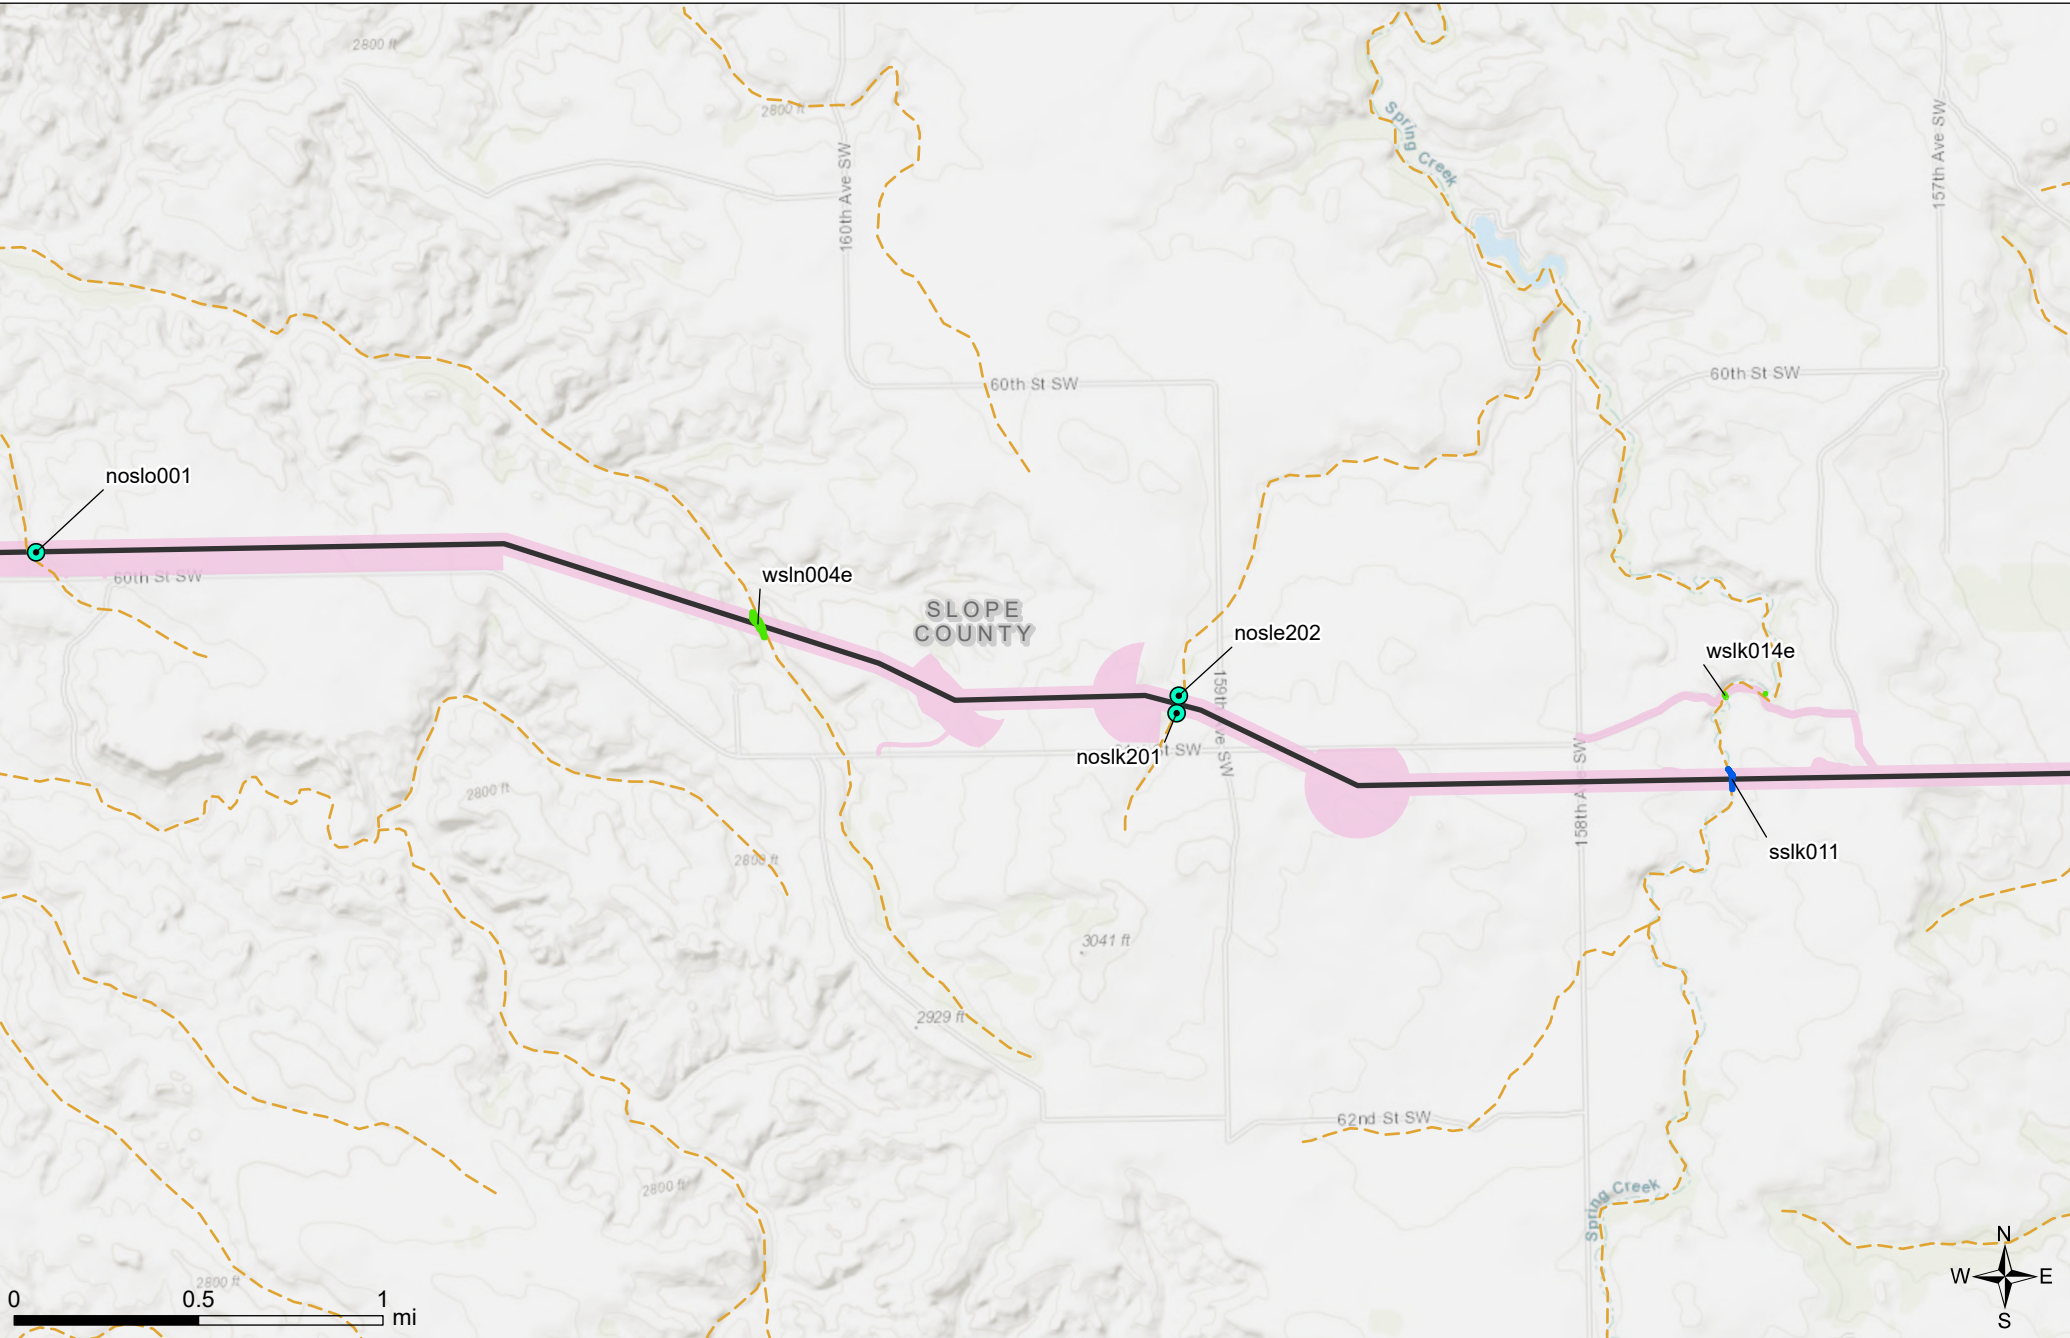 2800 ft
2800 ft
160th Ave SW
Spring Creek
157th Ave SW
60th St SW
60th St SW
noslo001
60th St SW
wsln004e
SLOPE
COUNTY
nosle202
wslk014e
159th Ave SW
noslk201
St SW
158th Ave SW
2800 ft
2800 ft
sslk011
3041 ft
2929 ft
62nd St SW
2800 ft
Spring Creek
2800 ft
N
W
E
S
0
0.5
1
mi